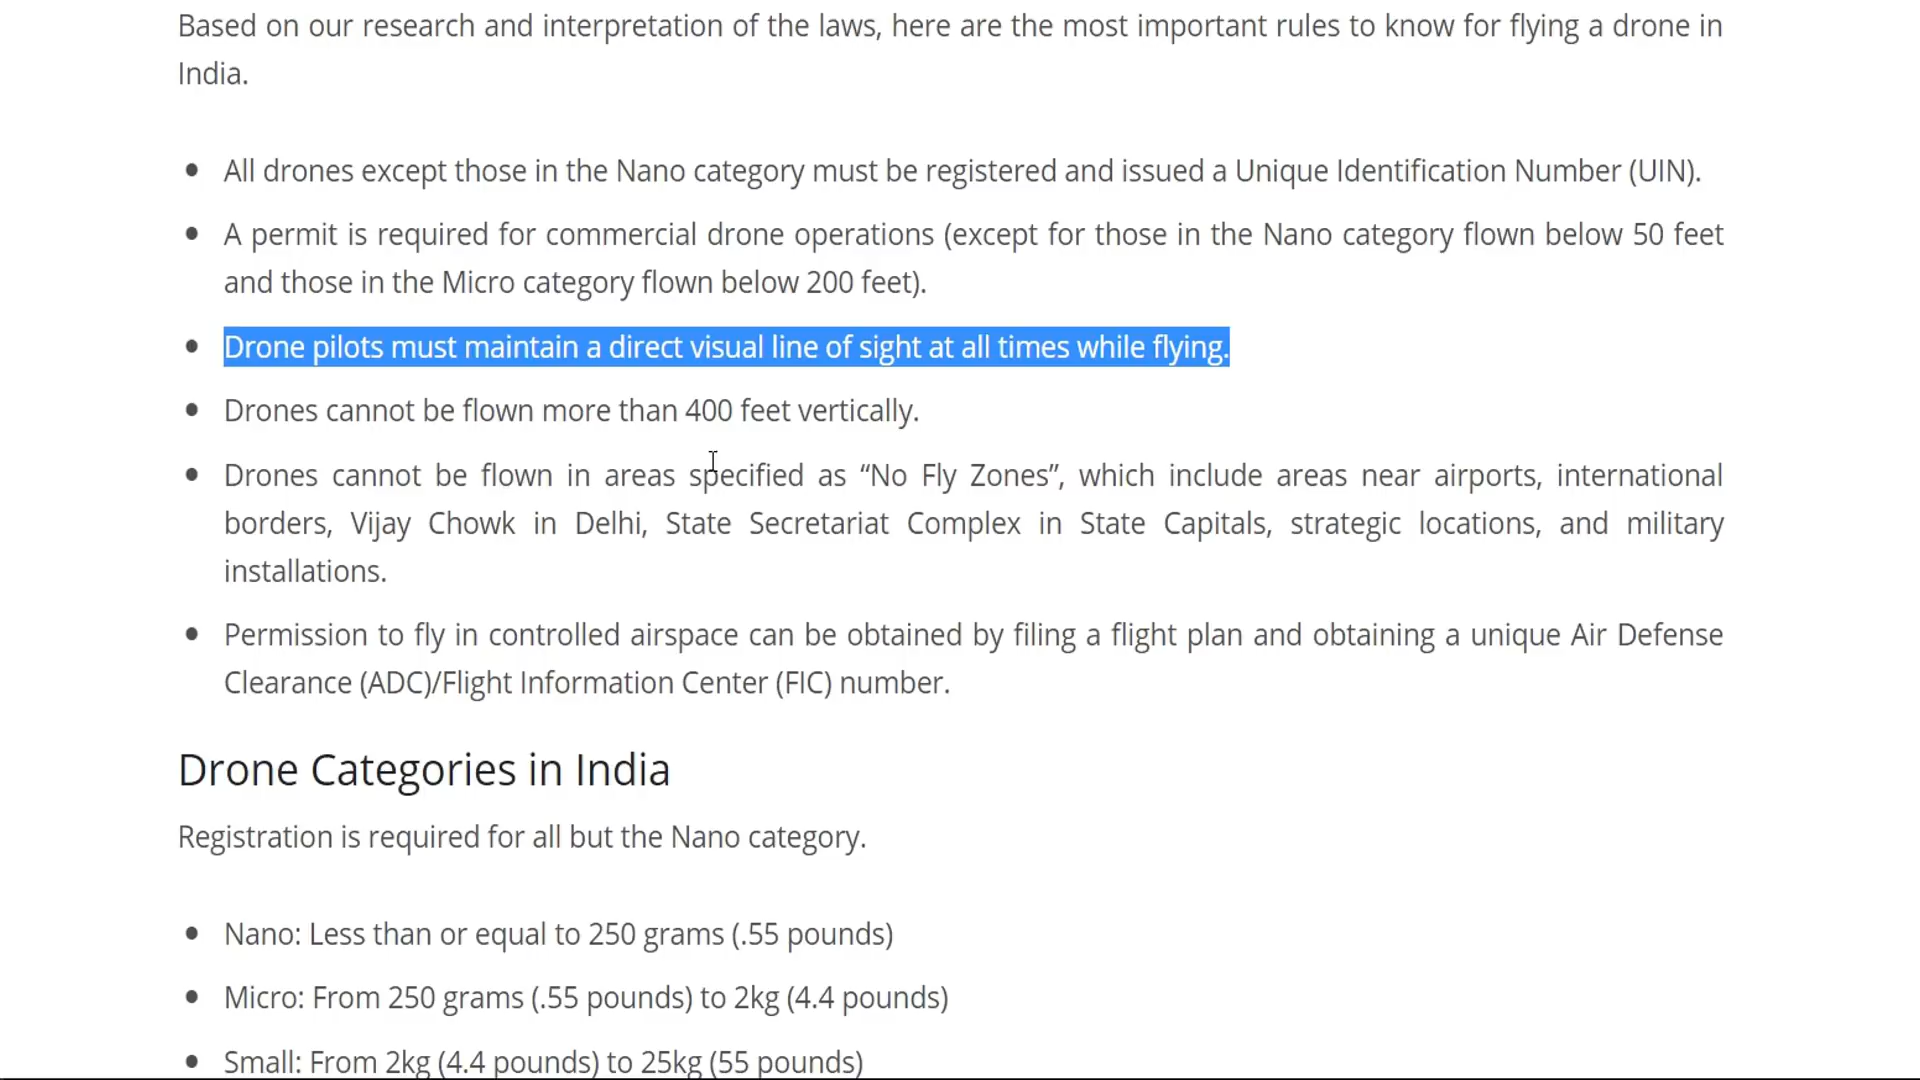 Based on our research and interpretation of the laws, here are the most important rules to know for flying a drone in
India.
• All drones except those in the Nano category must be registered and issued a Unique Identification Number (UIN).
• A permit is required for commercial drone operations (except for those in the Nano category flown below 50 feet
and those in the Micro category flown below 200 feet).
• Drone pilots must maintain a direct visual line of sight at all times while flying.
• Drones cannot be flown more than 400 feet vertically.
• Drones cannot be flown in areas specified as “No Fly Zones”, which include areas near airports, international
borders, Vijay Chowk in Delhi, State Secretariat Complex in State Capitals, strategic locations, and military
installations.
• Permission to fly in controlled airspace can be obtained by filing a flight plan and obtaining a unique Air Defense
Clearance (ADC)/Flight Information Center (FIC) number.
Drone Categories in India
Registration is required for all but the Nano category.
• Nano: Less than or equal to 250 grams (.55 pounds)
• Micro: From 250 grams (.55 pounds) to 2kg (4.4 pounds)
• Small: From 2kg (4.4 pounds) to 25kg (55 pounds)